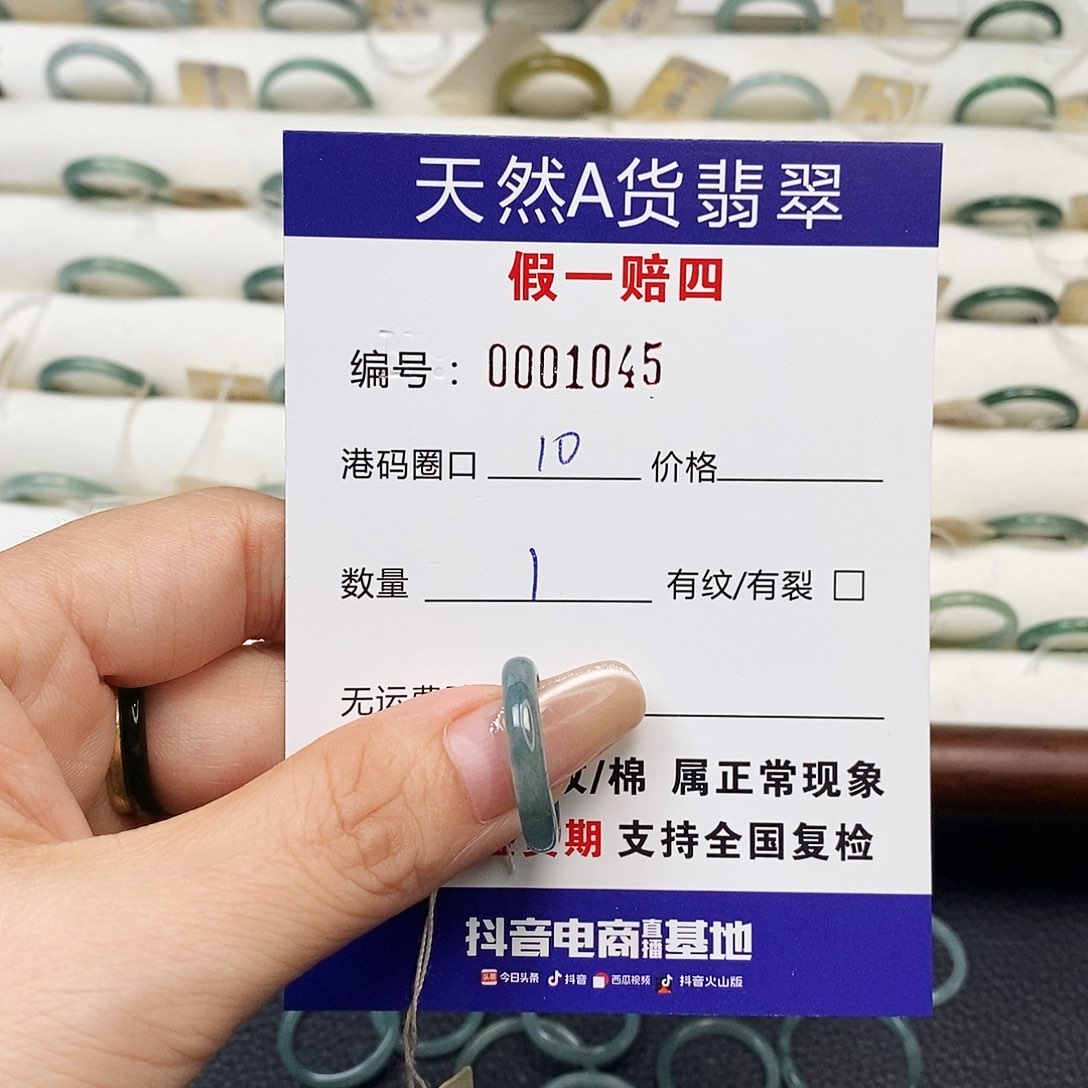 天然A货翡翠
假一赔四
编号：0001045
港码圈口 10 价格
数量 1 有纹/有裂 □
无运费
纹/棉 属正常现象
期 支持全国复检
抖音电商直播基地
今日头条 抖音 西瓜视频 抖音火山版